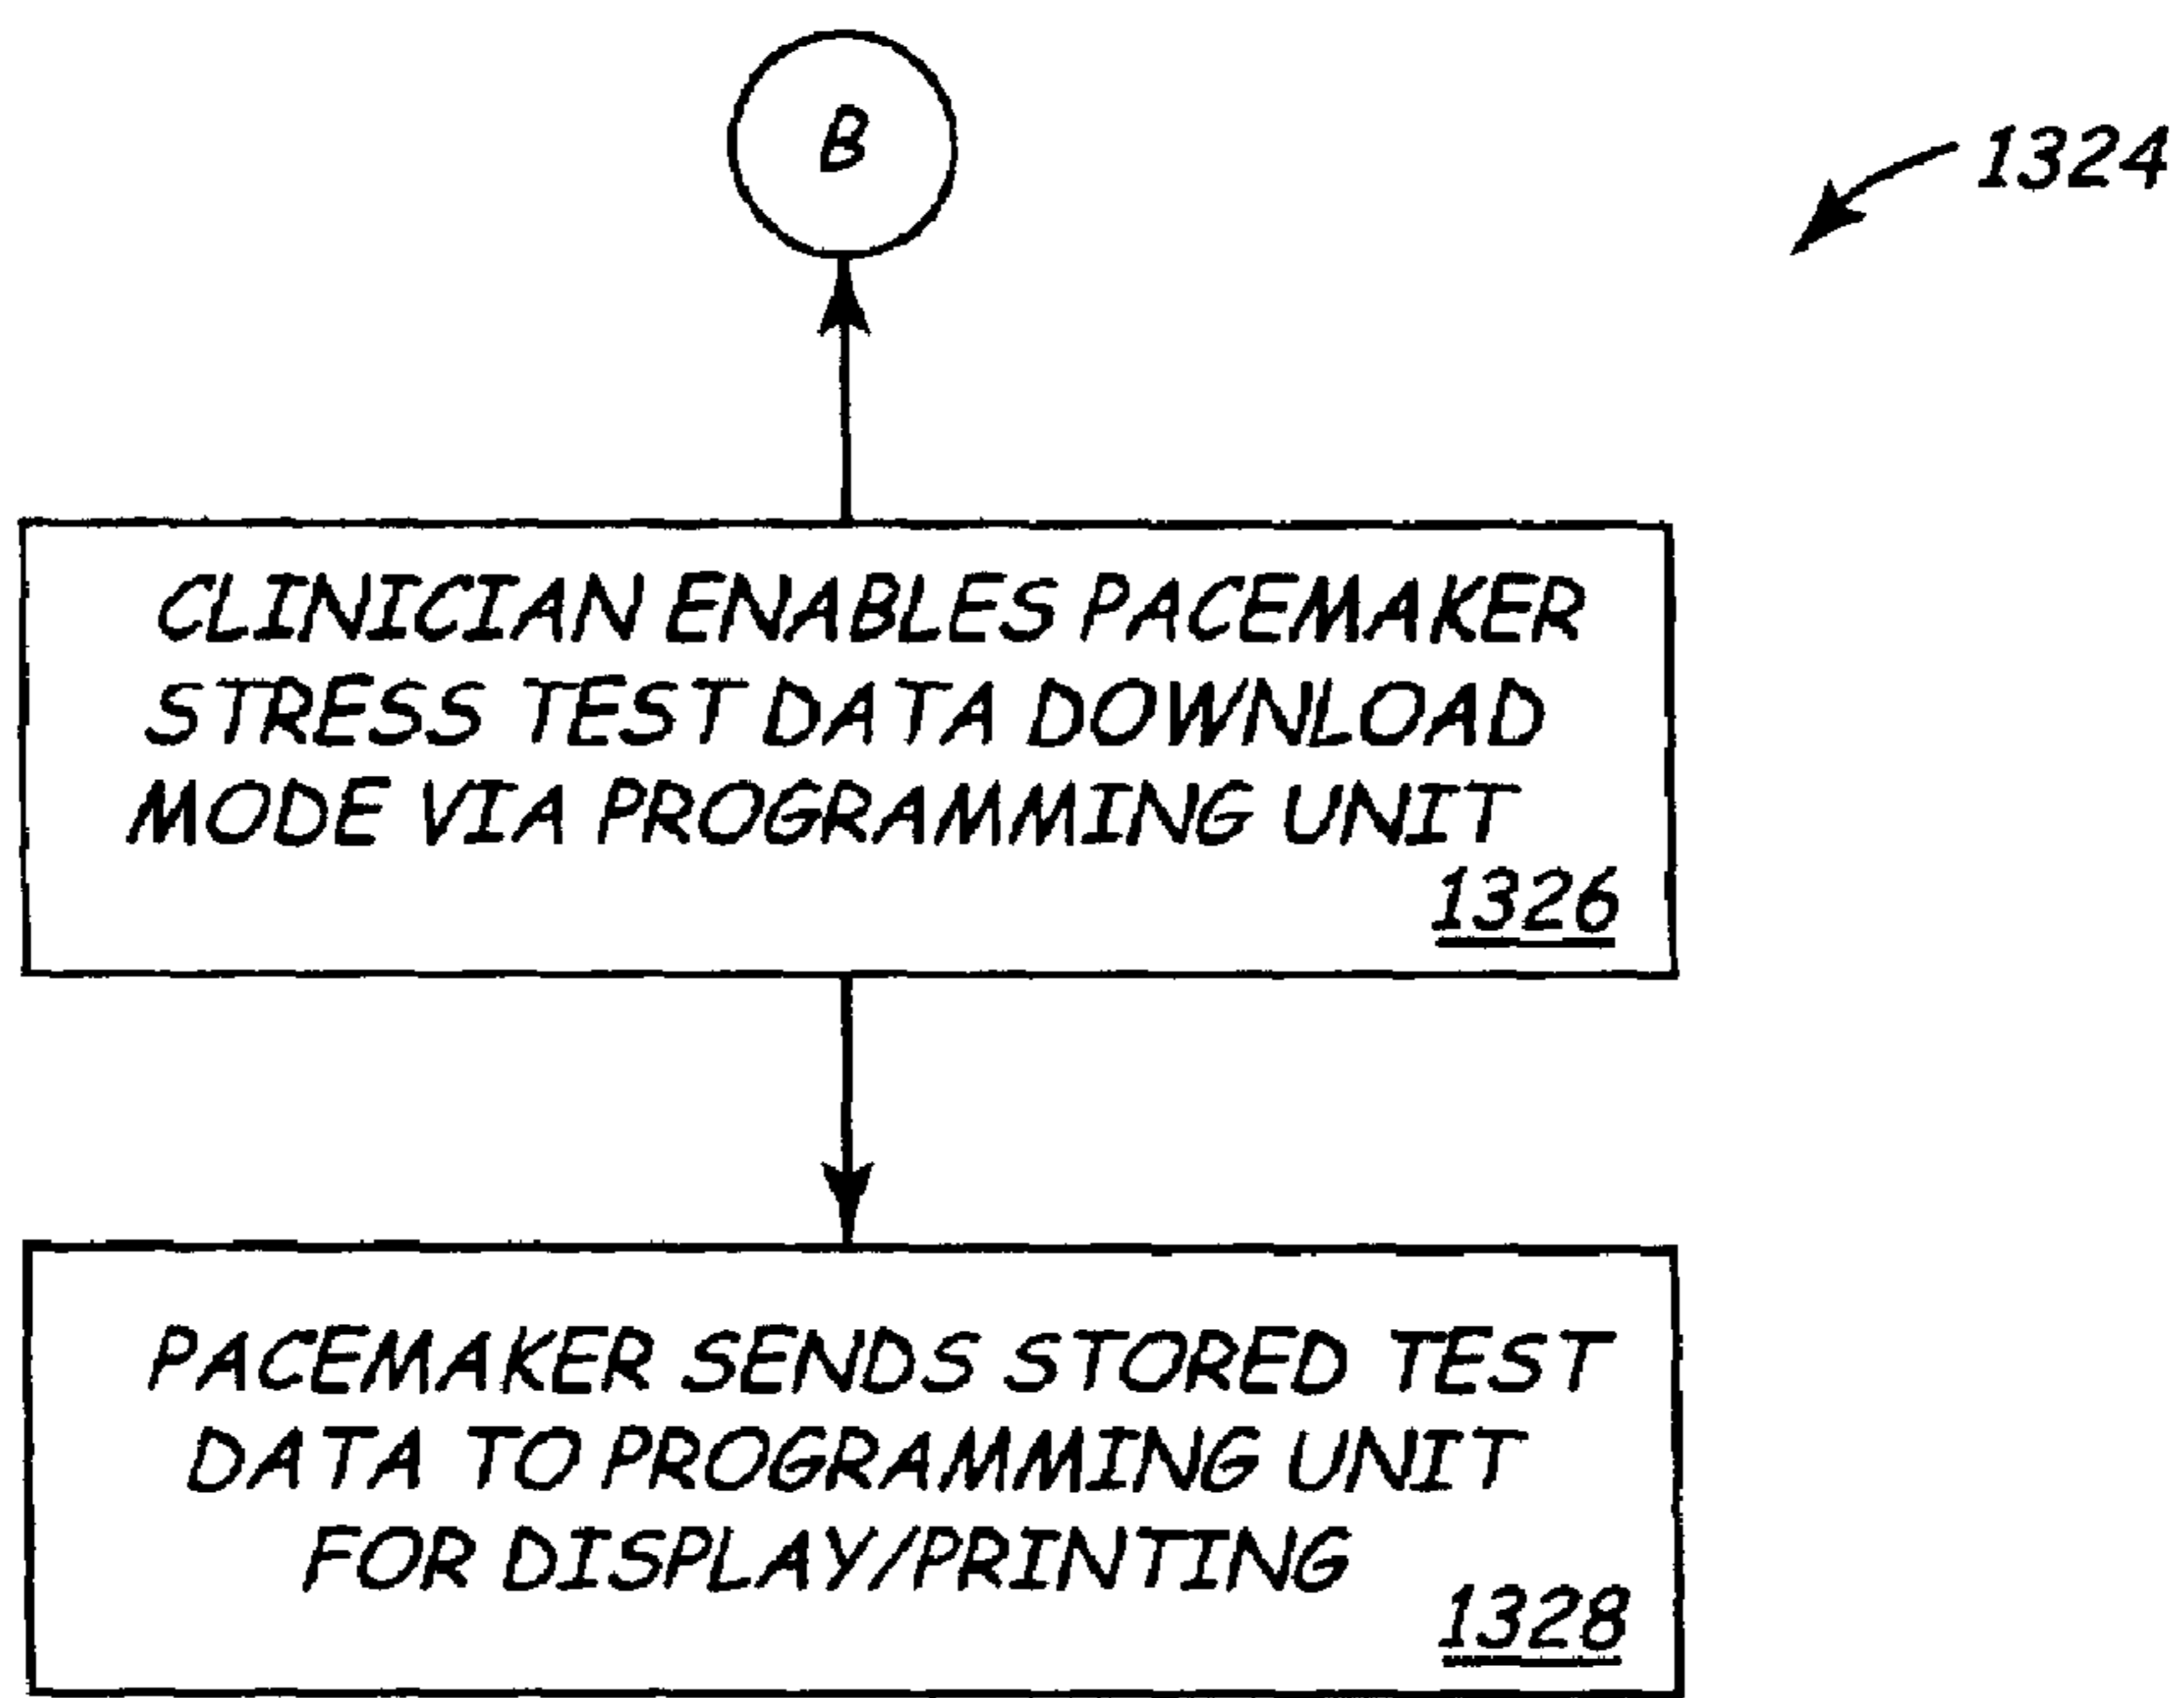 B
1324
CLINICIAN ENABLES PACEMAKER
STRESS TEST DATA DOWNLOAD
MODE VIA PROGRAMMING UNIT
1326
PACEMAKER SENDS STORED TEST
DATA TO PROGRAMMING UNIT
FOR DISPLAY/PRINTING
1328